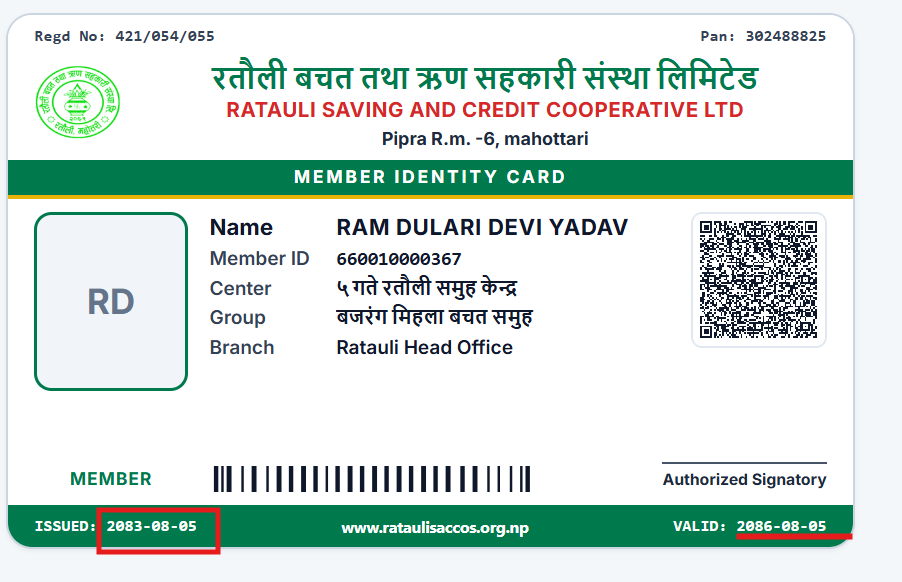 Regd No: 421/054/055
Pan: 302488825
रतौली बचत तथा ऋण सहकारी संस्था लिमिटेड
RATAULI SAVING AND CREDIT COOPERATIVE LTD
Pipra R.m. -6, mahottari
MEMBER IDENTITY CARD
RD
Name RAM DULARI DEVI YADAV
Member ID 660010000367
Center ५ गते रतौली समुह केन्द्र
Group बजरंग मिहला बचत समुह
Branch Ratauli Head Office
MEMBER
Authorized Signatory
ISSUED: 2083-08-05
www.rataulisaccos.org.np
VALID: 2086-08-05